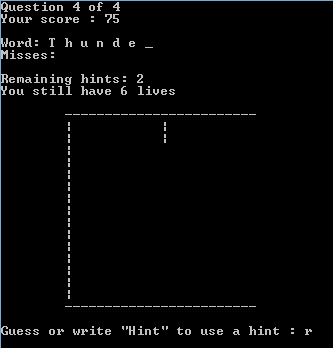 Question 4 of 4
Your score : 75
Word: T h u n d e _
Misses:
Remaining hints: 2
You still have 6 lives
Guess or write "Hint" to use a hint : r